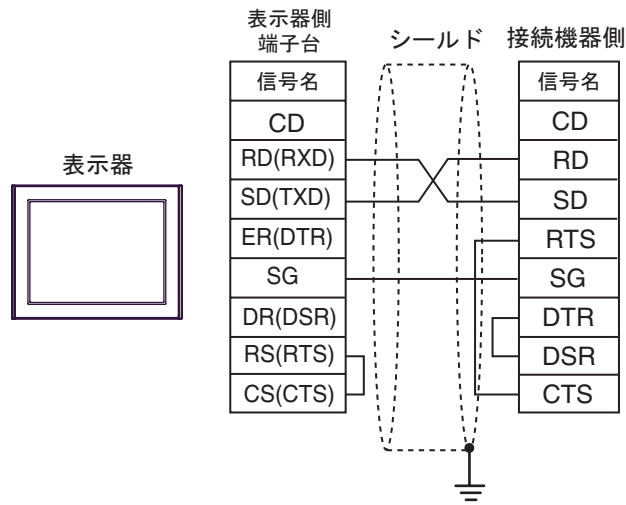 表示器
表示器側
端子台
信号名
CD
RD(RXD)
SD(TXD)
ER(DTR)
SG
DR(DSR)
RS(RTS)
CS(CTS)
シールド
接続機器側
信号名
CD
RD
SD
RTS
SG
DTR
DSR
CTS